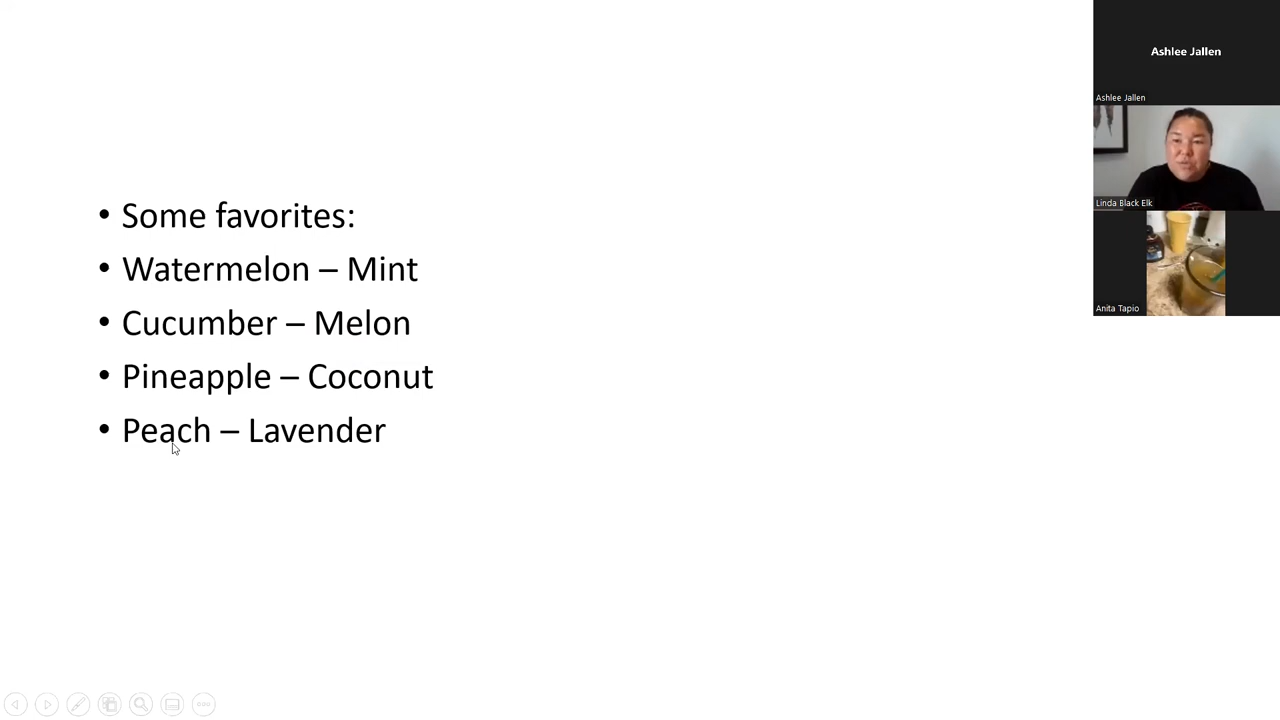 • Some favorites:
• Watermelon – Mint
• Cucumber – Melon
• Pineapple – Coconut
• Peach – Lavender
Ashlee Jallen
Ashlee Jallen
Linda Black Elk
Anita Tapio